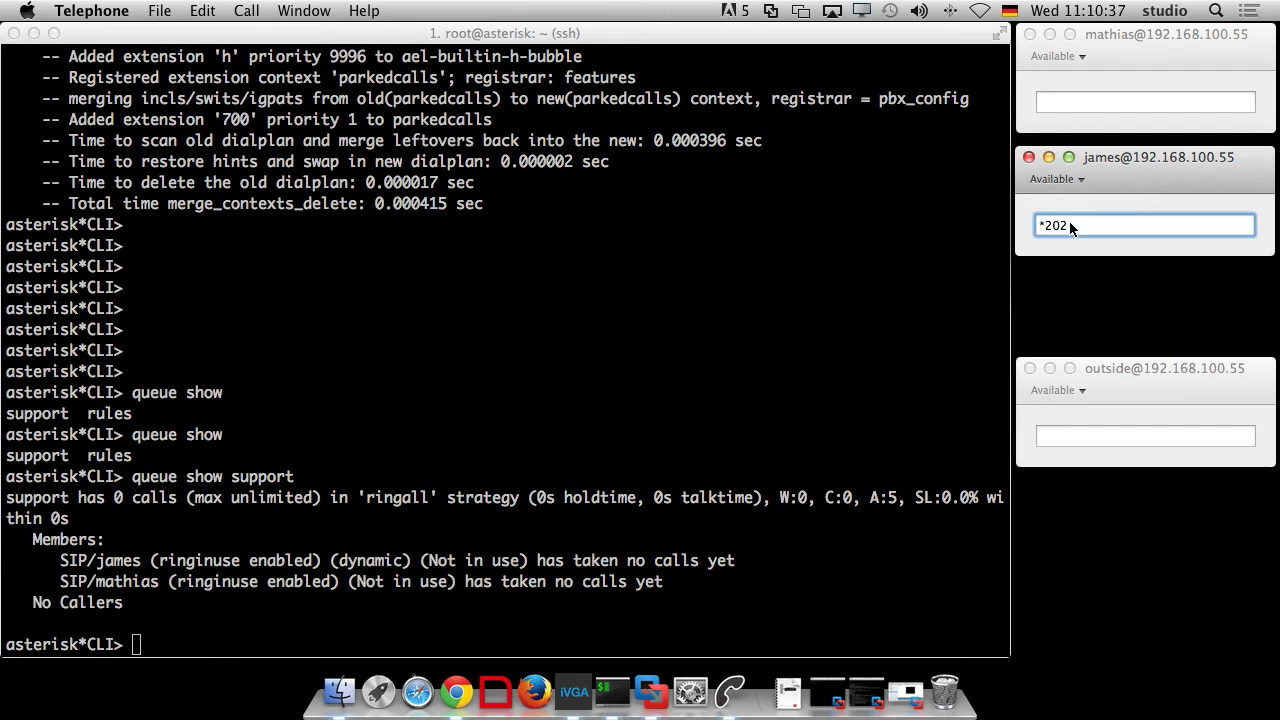 Telephone File Edit Call Window Help 5 Wed 11:10:37 studio
1. root@asterisk: ~ (ssh)
-- Added extension 'h' priority 9996 to ael-builtin-h-bubble
-- Registered extension context 'parkedcalls'; registrar: features
-- merging incls/swits/igpats from old(parkedcalls) to new(parkedcalls) context, registrar = pbx_config
-- Added extension '700' priority 1 to parkedcalls
-- Time to scan old dialplan and merge leftovers back into the new: 0.000396 sec
-- Time to restore hints and swap in new dialplan: 0.000002 sec
-- Time to delete the old dialplan: 0.000017 sec
-- Total time merge_contexts_delete: 0.000415 sec
asterisk*CLI>
asterisk*CLI>
asterisk*CLI>
asterisk*CLI>
asterisk*CLI>
asterisk*CLI>
asterisk*CLI>
asterisk*CLI>
asterisk*CLI> queue show
support rules
asterisk*CLI> queue show
support rules
asterisk*CLI> queue show support
support has 0 calls (max unlimited) in 'ringall' strategy (0s holdtime, 0s talktime), W:0, C:0, A:5, SL:0.0% wi
thin 0s
Members:
SIP/james (ringinuse enabled) (dynamic) (Not in use) has taken no calls yet
SIP/mathias (ringinuse enabled) (Not in use) has taken no calls yet
No Callers
asterisk*CLI>
mathias@192.168.100.55
Available
james@192.168.100.55
Available
*202
outside@192.168.100.55
Available
iVGA